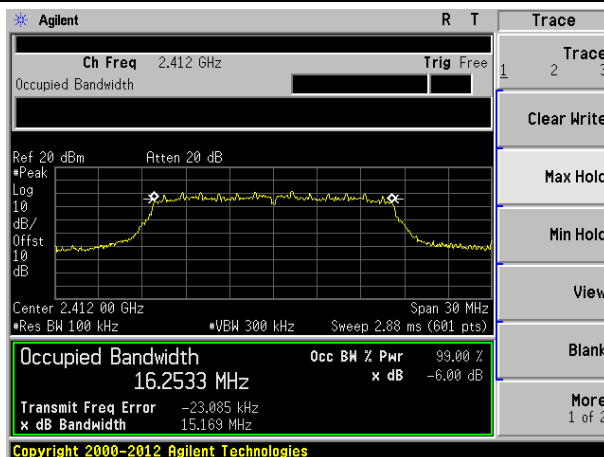 Agilent R T Trace
Ch Freq 2.412 GHz Trig Free
Occupied Bandwidth
Trace
1 2 3
Clear Write
Max Hold
Min Hold
View
Blank
More
1 of 2
Ref 20 dBm Atten 20 dB
#Peak
Log
10
dB/
Offst
10
dB
Center 2.412 00 GHz Span 30 MHz
#Res BW 100 kHz #VBW 300 kHz Sweep 2.88 ms (601 pts)
Occupied Bandwidth Occ BW % Pwr 99.00 %
16.2533 MHz x dB -6.00 dB
Transmit Freq Error -23.085 kHz
x dB Bandwidth 15.169 MHz
Copyright 2000-2012 Agilent Technologies